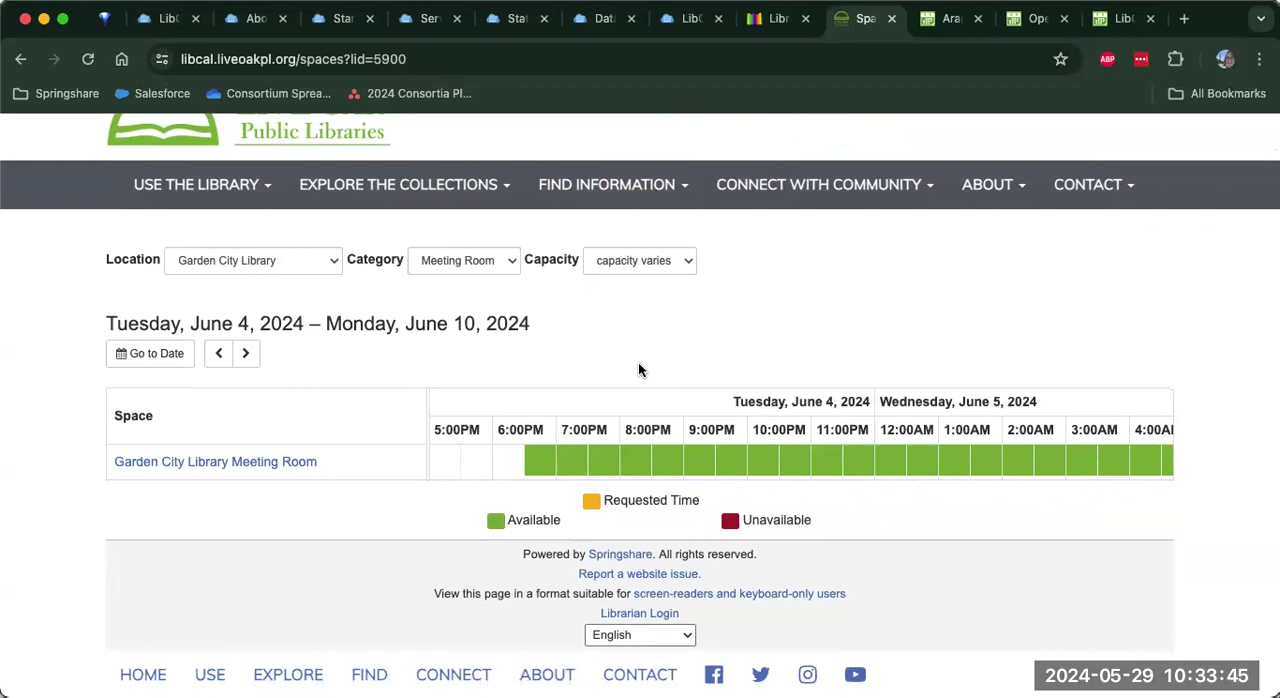 LibC
Abo
Star
Ser
Stat
Data
LibC
Libr
Spa
Ara
Ope
LibC
libcal.liveoakpl.org/spaces?lid=5900
ABP
Springshare
Salesforce
Consortium Sprea...
2024 Consortia Pl...
All Bookmarks
Public Libraries
USE THE LIBRARY
EXPLORE THE COLLECTIONS
FIND INFORMATION
CONNECT WITH COMMUNITY
ABOUT
CONTACT
Location Garden City Library Category Meeting Room Capacity capacity varies
Tuesday, June 4, 2024 – Monday, June 10, 2024
Go to Date
Space
Tuesday, June 4, 2024 Wednesday, June 5, 2024
5:00PM 6:00PM 7:00PM 8:00PM 9:00PM 10:00PM 11:00PM 12:00AM 1:00AM 2:00AM 3:00AM 4:00A
Garden City Library Meeting Room
Requested Time
Available Unavailable
Powered by Springshare. All rights reserved.
Report a website issue.
View this page in a format suitable for screen-readers and keyboard-only users
Librarian Login
English
HOME USE EXPLORE FIND CONNECT ABOUT CONTACT
2024-05-29 10:33:45